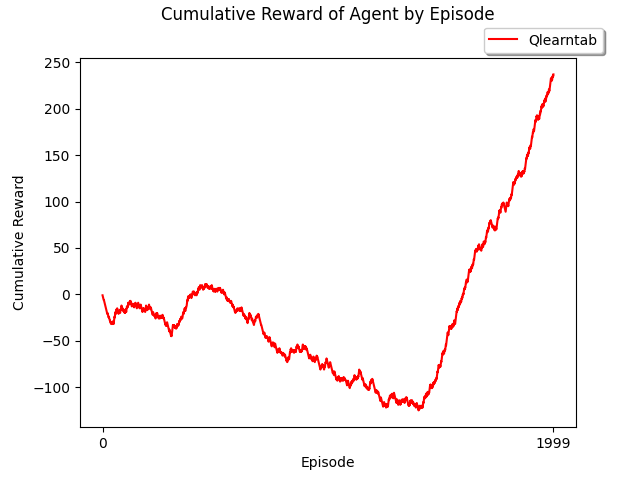 Cumulative Reward of Agent by Episode
Qlearntab
250
200
150
100
50
0
−50
−100
Cumulative Reward
0
1999
Episode